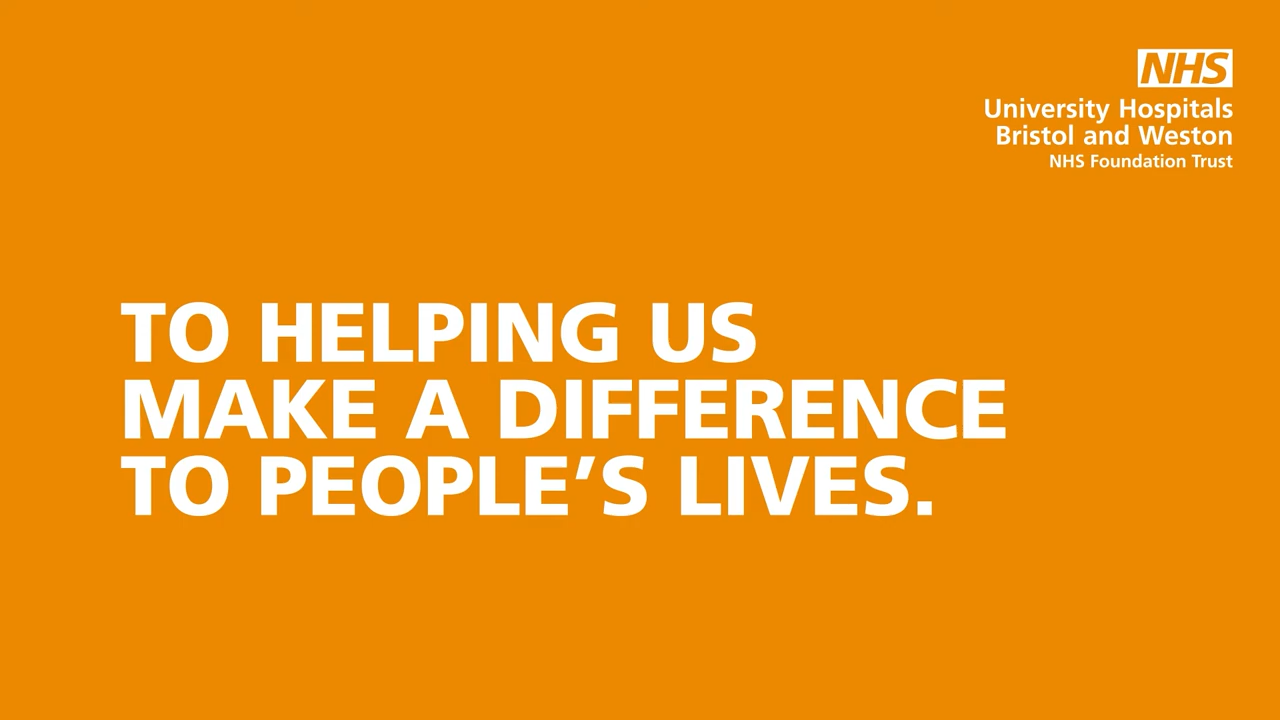 NHS
University Hospitals
Bristol and Weston
NHS Foundation Trust
TO HELPING US
MAKE A DIFFERENCE
TO PEOPLE’S LIVES.